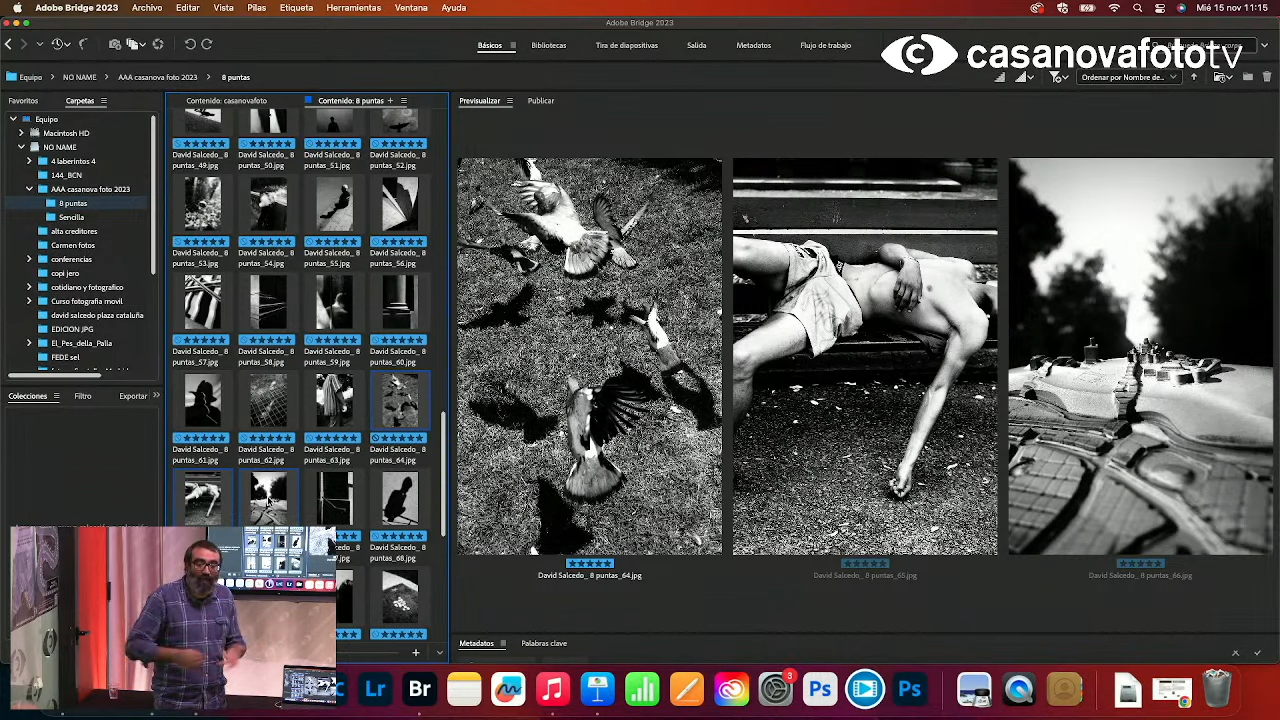 Adobe Bridge 2023 Archivo Editar Vista Pilas Etiqueta Herramientas Ventana Ayuda
3 Mié 15 nov 11:15
Adobe Bridge 2023
Básicos Bibliotecas Tira de diapositivas Salida Metadatos Flujo de trabajo
casanovafototv
Equipo NO NAME AAA casanova foto 2023 8 puntas
Ordenar por Nombre de...
Favoritos Carpetas
Equipo
Macintosh HD
NO NAME
4 laberintos 4
144_BCN
AAA casanova foto 2023
8 puntas
Sencilla
alta creditores
Carmen fotos
conferencias
copi jero
cotidiano y fotografico
Curso fotografia movil
david salcedo plaza cataluña
EDICION JPG
El_Pes_della_Palla
FEDE sel
Colecciones Filtro Exportar
Contenido: casanovafoto Contenido: 8 puntas
David Salcedo_ 8 puntas_49.jpg
David Salcedo_ 8 puntas_50.jpg
David Salcedo_ 8 puntas_51.jpg
David Salcedo_ 8 puntas_52.jpg
David Salcedo_ 8 puntas_53.jpg
David Salcedo_ 8 puntas_54.jpg
David Salcedo_ 8 puntas_55.jpg
David Salcedo_ 8 puntas_56.jpg
David Salcedo_ 8 puntas_57.jpg
David Salcedo_ 8 puntas_58.jpg
David Salcedo_ 8 puntas_59.jpg
David Salcedo_ 8 puntas_60.jpg
David Salcedo_ 8 puntas_61.jpg
David Salcedo_ 8 puntas_62.jpg
David Salcedo_ 8 puntas_63.jpg
David Salcedo_ 8 puntas_64.jpg
David Salcedo_ 8 puntas_68.jpg
Previsualizar Publicar
David Salcedo_ 8 puntas_64.jpg
David Salcedo_ 8 puntas_65.jpg
David Salcedo_ 8 puntas_66.jpg
Metadatos Palabras clave
Lr Br Ps Ps
3